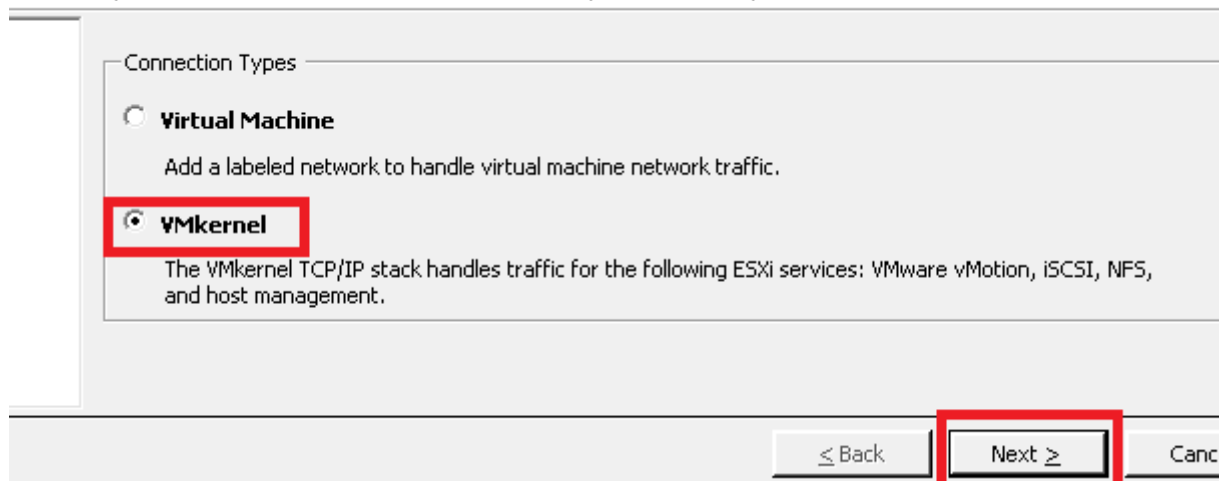 Connection Types
Virtual Machine
Add a labeled network to handle virtual machine network traffic.
VMkernel
The VMkernel TCP/IP stack handles traffic for the following ESXi services: VMware vMotion, iSCSI, NFS,
and host management.
≤ Back Next ≥ Canc